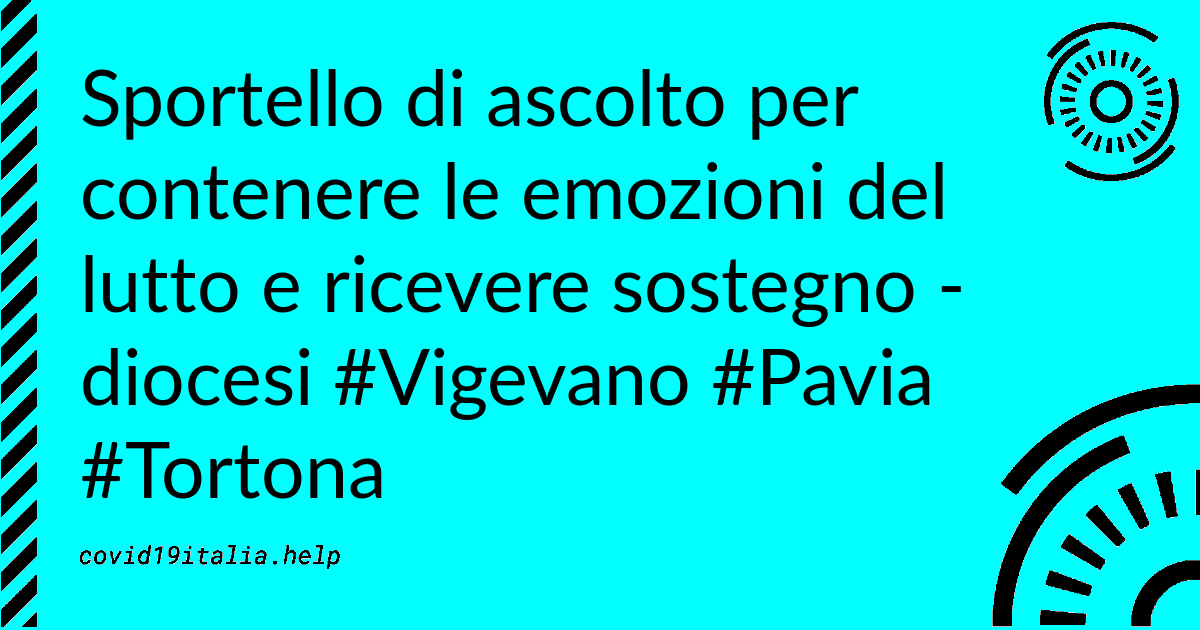 Sportello di ascolto per
contenere le emozioni del
lutto e ricevere sostegno -
diocesi #Vigevano #Pavia
#Tortona
covid19italia.help